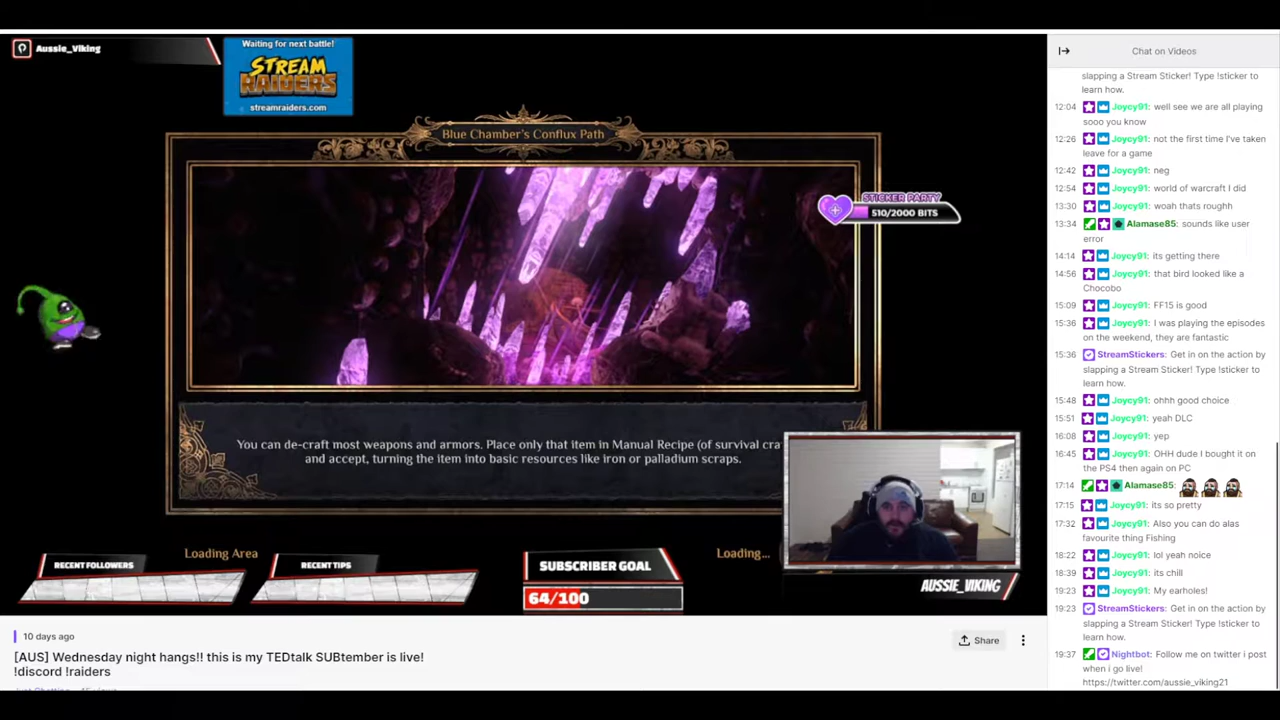 Aussie_Viking
Waiting for next battle!
STREAM
RAIDERS
streamraiders.com
Blue Chamber's Conflux Path
STICKER PARTY
510/2000 BITS
You can de-craft most weapons and armors. Place only that item in Manual Recipe (of survival
and accept, turning the item into basic resources like iron or palladium scraps.
Loading Area
Loading...
RECENT FOLLOWERS
RECENT TIPS
SUBSCRIBER GOAL
64/100
AUSSIE_VIKING
10 days ago
Share
[AUS] Wednesday night hangs!! this is my TEDtalk SUBtember is live!
!discord !raiders
Chat on Videos
slapping a Stream Sticker! Type !sticker to
learn how.
12:04 Joycy91: well see we are all playing
sooo you know
12:26 Joycy91: not the first time I've taken
leave for a game
12:42 Joycy91: neg
12:54 Joycy91: world of warcraft I did
13:30 Joycy91: woah thats roughh
13:34 Alamase85: sounds like user
error
14:14 Joycy91: its getting there
14:56 Joycy91: that bird looked like a
Chocobo
15:09 Joycy91: FF15 is good
15:36 Joycy91: I was playing the episodes
on the weekend, they are fantastic
15:36 StreamStickers: Get in on the action by
slapping a Stream Sticker! Type !sticker to
learn how.
15:48 Joycy91: ohhh good choice
15:51 Joycy91: yeah DLC
16:08 Joycy91: yep
16:45 Joycy91: OHH dude I bought it on
the PS4 then again on PC
17:14 Alamase85:
17:15 Joycy91: its so pretty
17:32 Joycy91: Also you can do alas
favourite thing Fishing
18:22 Joycy91: lol yeah noice
18:39 Joycy91: its chill
19:23 Joycy91: My earholes!
19:23 StreamStickers: Get in on the action by
slapping a Stream Sticker! Type !sticker to
learn how.
19:37 Nightbot: Follow me on twitter i post
when i go live!
https://twitter.com/aussie_viking21